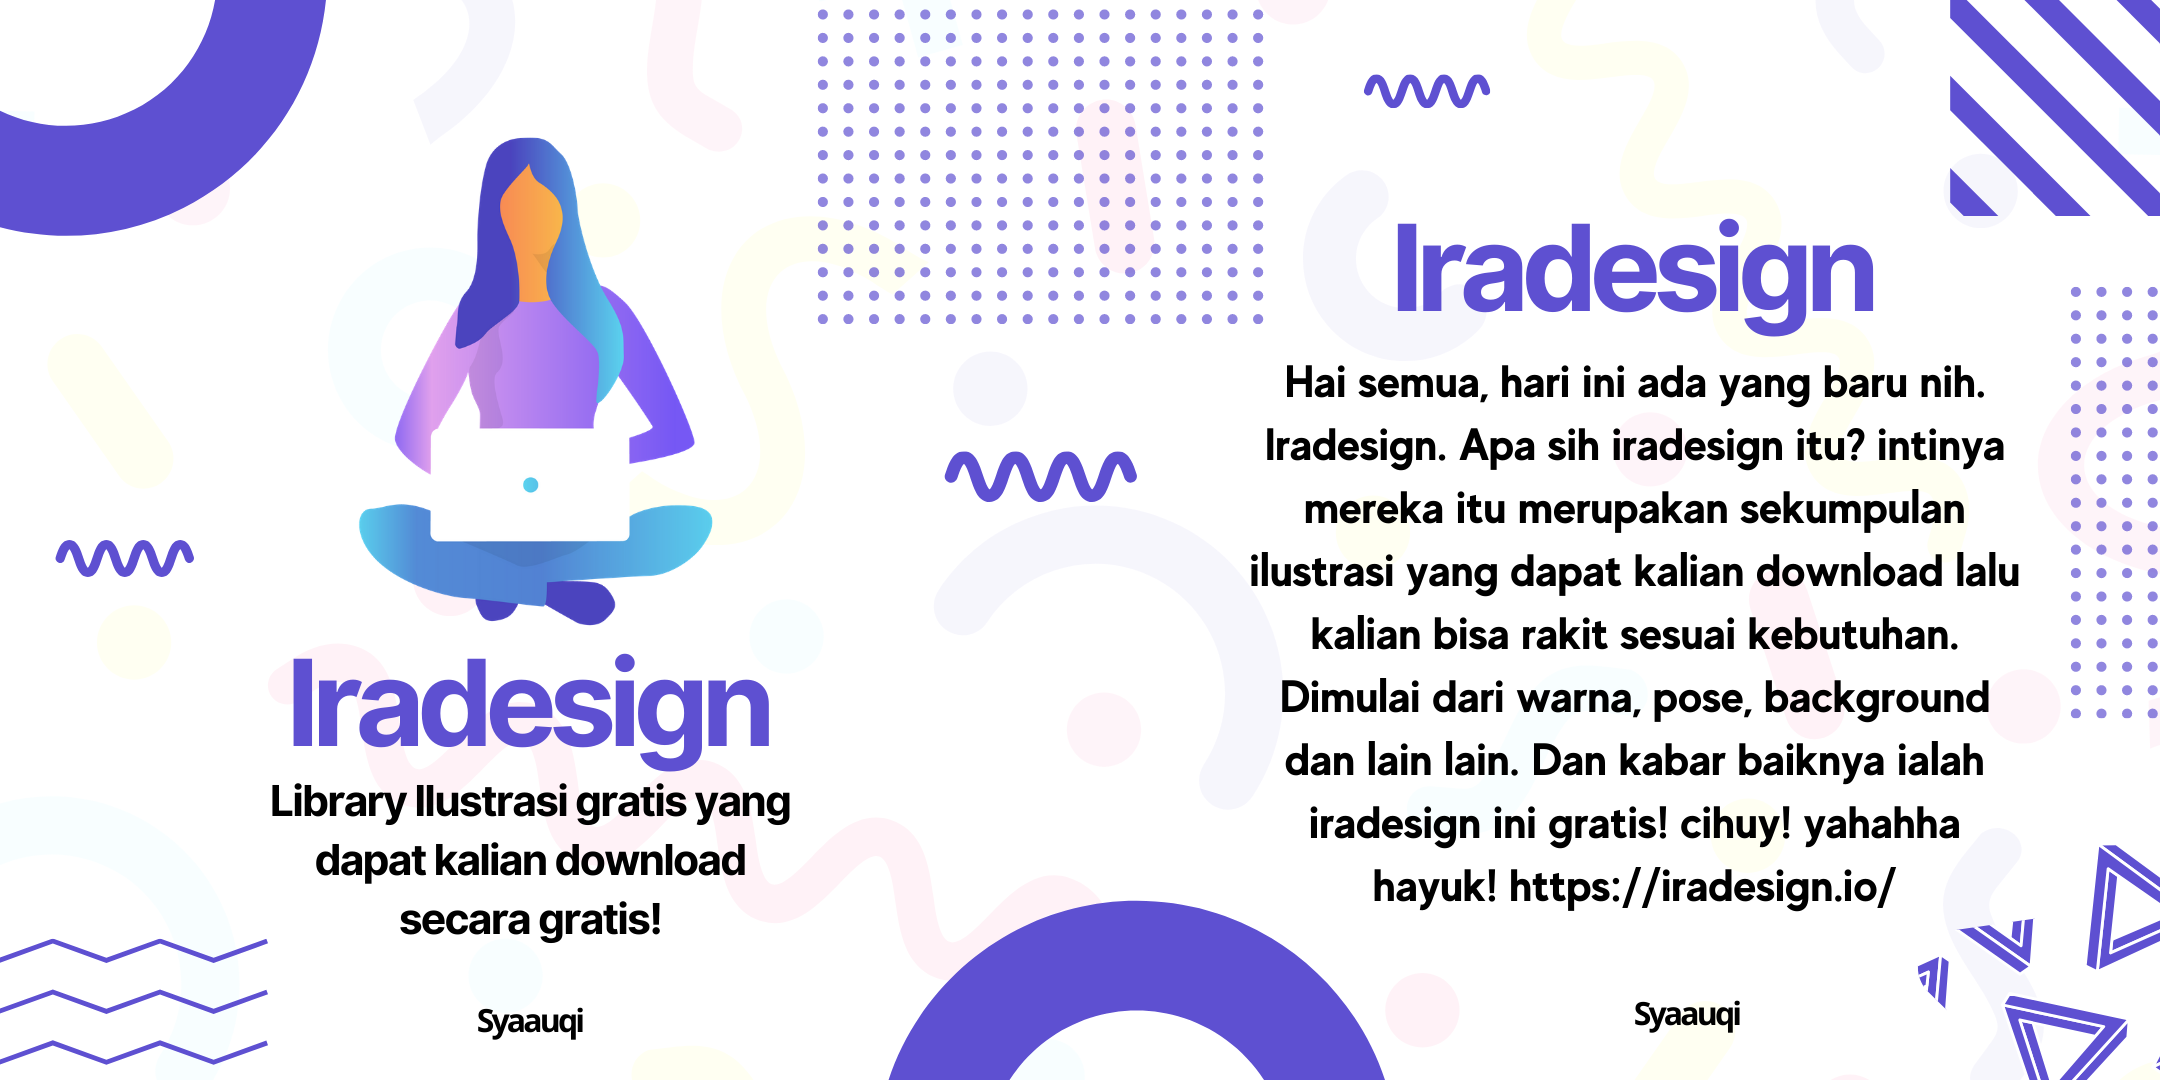 Iradesign
Library Ilustrasi gratis yang
dapat kalian download
secara gratis!
Syaauqi
Iradesign
Hai semua, hari ini ada yang baru nih.
Iradesign. Apa sih iradesign itu? intinya
mereka itu merupakan sekumpulan
ilustrasi yang dapat kalian download lalu
kalian bisa rakit sesuai kebutuhan.
Dimulai dari warna, pose, background
dan lain lain. Dan kabar baiknya ialah
iradesign ini gratis! cihuy! yahahha
hayuk! https://iradesign.io/
Syaauqi